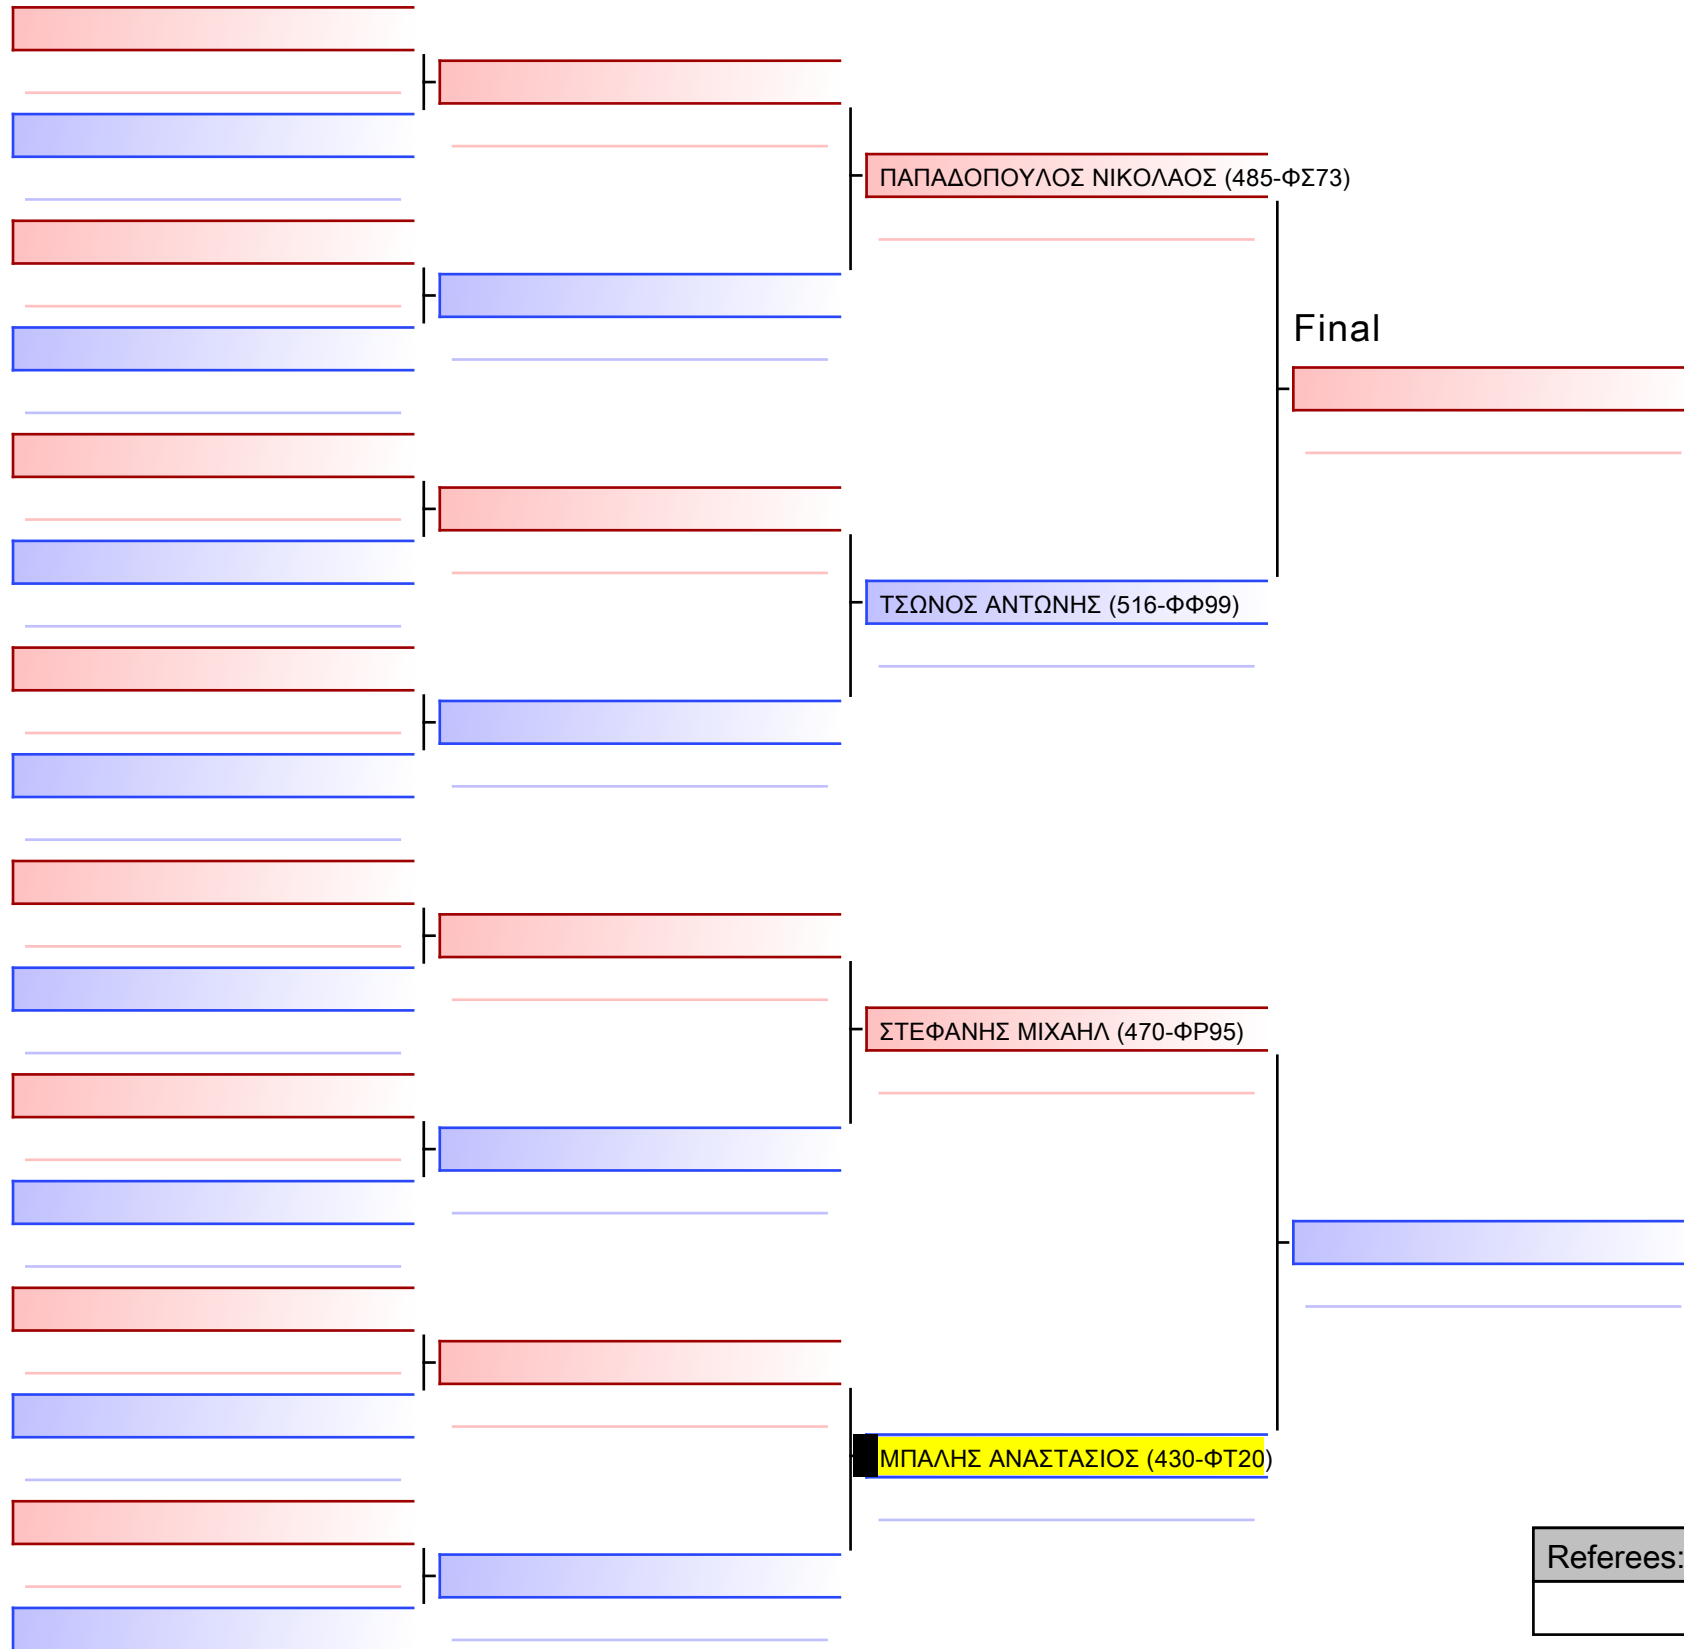 ΠΑΠΑΔΟΠΟΥΛΟΣ ΝΙΚΟΛΑΟΣ (485-ΦΣ73)
Final
ΤΣΩΝΟΣ ΑΝΤΩΝΗΣ (516-ΦΦ99)
ΣΤΕΦΑΝΗΣ ΜΙΧΑΗΛ (470-ΦΡ95)
ΜΠΑΛΗΣ ΑΝΑΣΤΑΣΙΟΣ (430-ΦΤ20)
Referees: